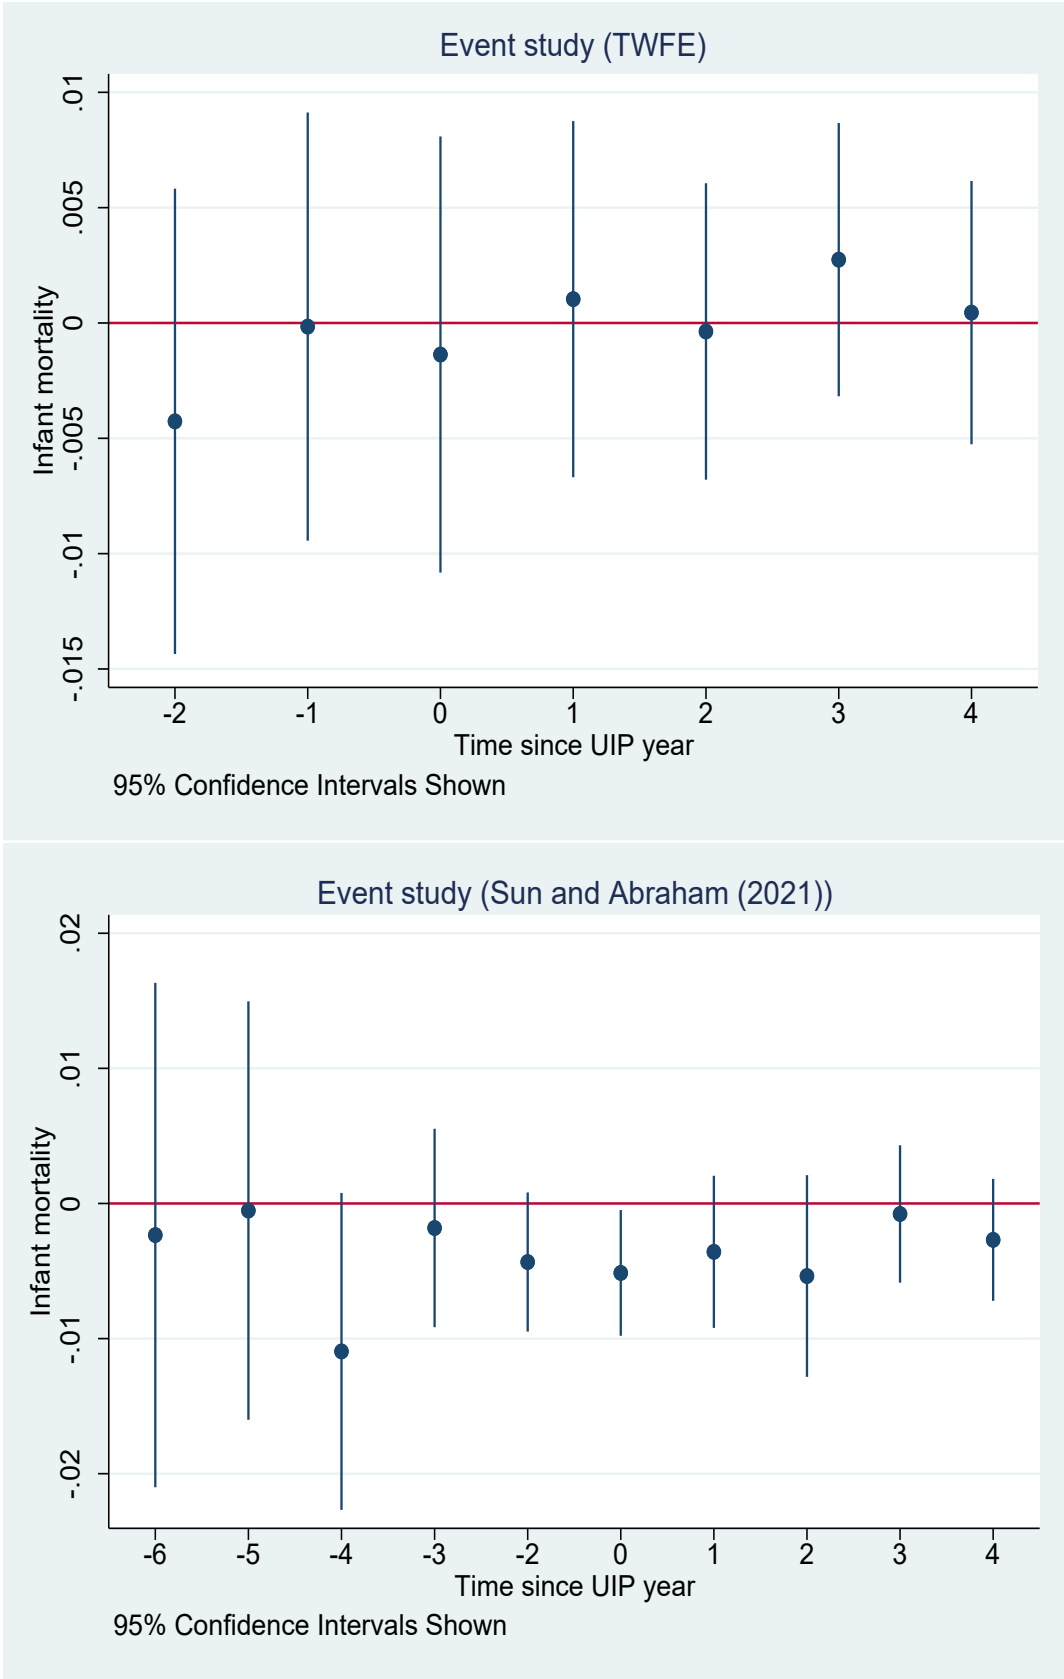 Event study (TWFE)
.01
.005
0
-.005
-.01
-.015
Infant mortality
-2 -1 0 1 2 3 4
Time since UIP year
95% Confidence Intervals Shown
Event study (Sun and Abraham (2021))
.02
.01
0
-.01
-.02
Infant mortality
-6 -5 -4 -3 -2 0 1 2 3 4
Time since UIP year
95% Confidence Intervals Shown